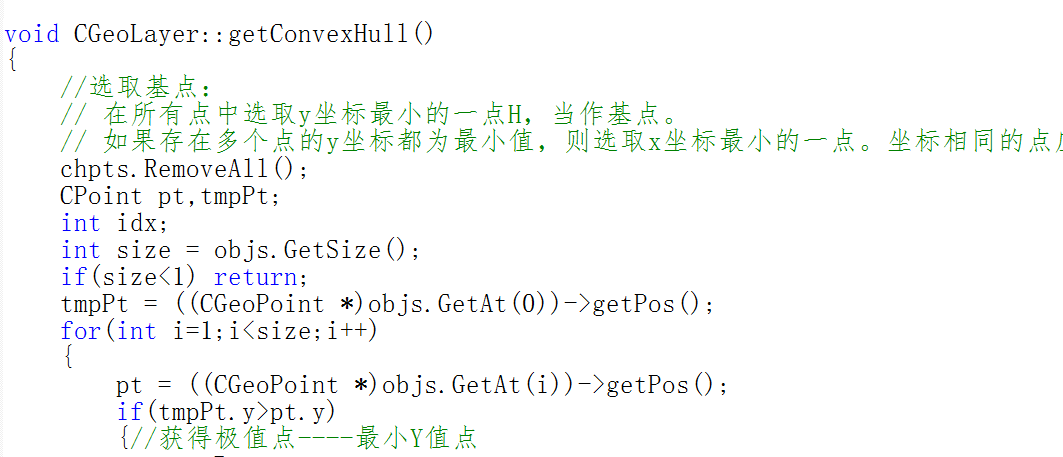 void CGeoLayer::getConvexHull()
{
//选取基点：
// 在所有点中选取y坐标最小的一点H，当作基点。
// 如果存在多个点的y坐标都为最小值，则选取x坐标最小的一点。坐标相同的点
chpts.RemoveAll();
CPoint pt,tmpPt;
int idx;
int size = objs.GetSize();
if(size<1) return;
tmpPt = ((CGeoPoint *)objs.GetAt(0))->getPos();
for(int i=1;i<size;i++)
{
pt = ((CGeoPoint *)objs.GetAt(i))->getPos();
if(tmpPt.y>pt.y)
{//获得极值点----最小Y值点